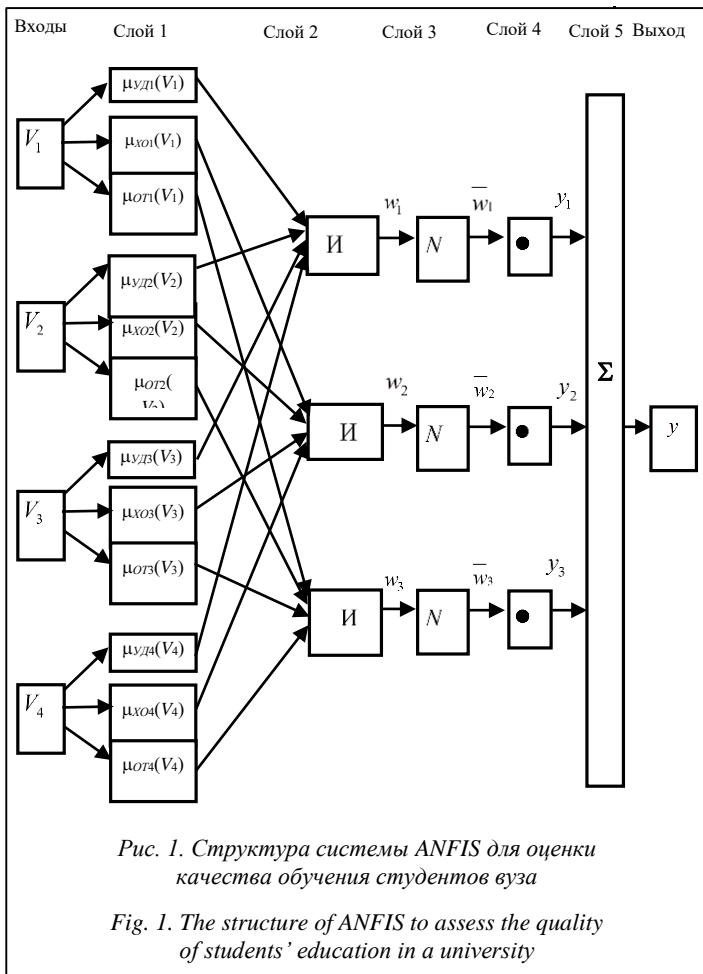 Входы Слой 1 Слой 2 Слой 3 Слой 4 Слой 5 Выход
μУД1(V1)
V1
μХО1(V1)
μОТ1(V1)
w1
w̅1
y1
И
N
μУД2(V2)
V2
μХО2(V2)
μОТ2(
w2
w̅2
y2
И
N
Σ
y
μУД3(V3)
V3
μХО3(V3)
μОТ3(V3)
w3
w̅3
y3
И
N
μУД4(V4)
V4
μХО4(V4)
μОТ4(V4)
Рис. 1. Структура системы ANFIS для оценки
качества обучения студентов вуза
Fig. 1. The structure of ANFIS to assess the quality
of students’ education in a university